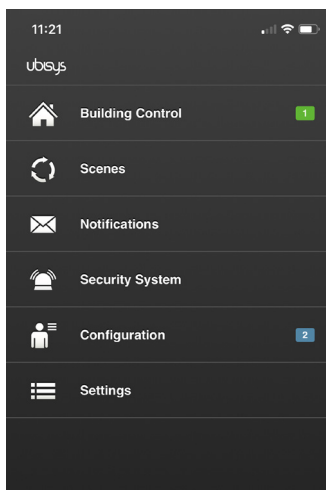 11:21
ubisys
Building Control 1
Scenes
Notifications
Security System
Configuration 2
Settings